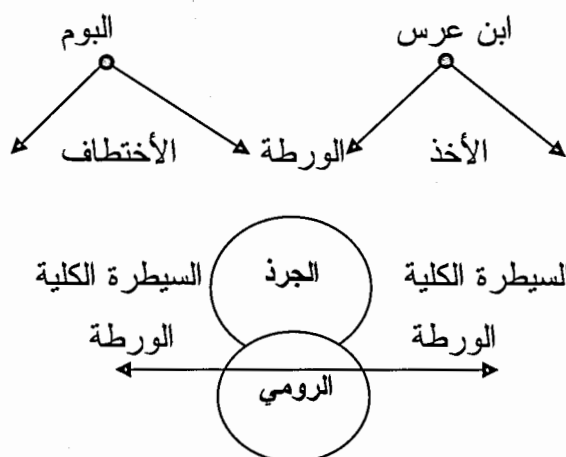 ابن عرس البوم
الأخذ الورطة الأختطاف
الجرذ
السيطرة الكلية السيطرة الكلية
الورطة الورطة
الرومي